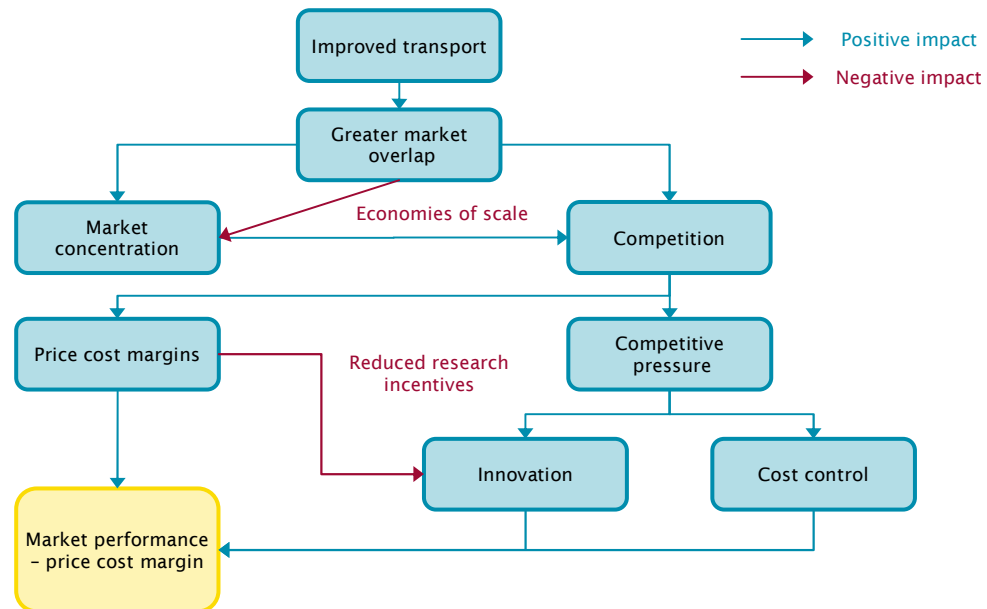 Improved transport
Positive impact
Negative impact
Greater market
overlap
Economies of scale
Market
concentration
Competition
Price cost margins
Reduced research
incentives
Competitive
pressure
Innovation
Cost control
Market performance
– price cost margin